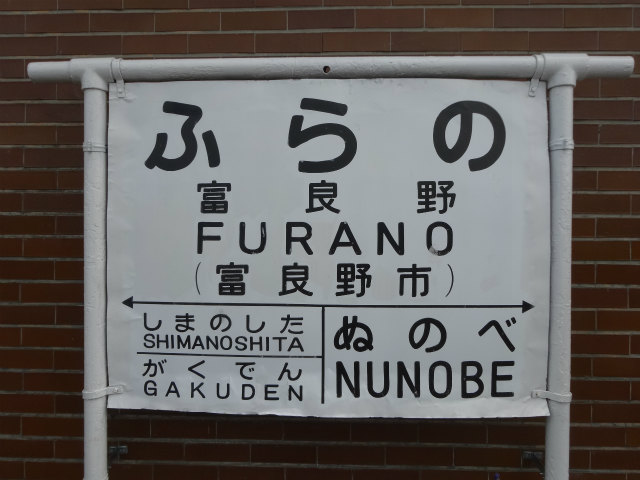 ふらの
富良野
FURANO
(富良野市)
しまのした
SHIMANOSHITA
がくでん
GAKUDEN
ぬのべ
NUNOBE